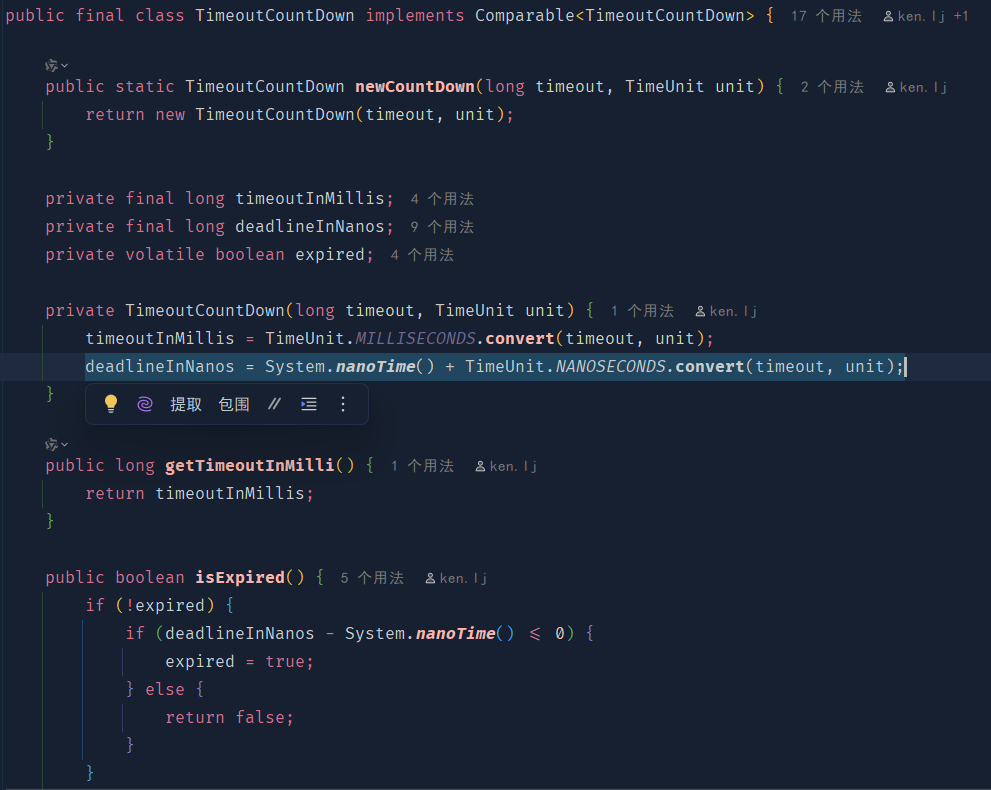 public final class TimeoutCountDown implements Comparable<TimeoutCountDown> { 17 个用法 ken.lj +1
public static TimeoutCountDown newCountDown(long timeout, TimeUnit unit) { 2 个用法 ken.lj
return new TimeoutCountDown(timeout, unit);
}
private final long timeoutInMillis; 4 个用法
private final long deadlineInNanos; 9 个用法
private volatile boolean expired; 4 个用法
private TimeoutCountDown(long timeout, TimeUnit unit) { 1 个用法 ken.lj
timeoutInMillis = TimeUnit.MILLISECONDS.convert(timeout, unit);
deadlineInNanos = System.nanoTime() + TimeUnit.NANOSECONDS.convert(timeout, unit);
}
提取 包围 //
public long getTimeoutInMilli() { 1 个用法 ken.lj
return timeoutInMillis;
}
public boolean isExpired() { 5 个用法 ken.lj
if (!expired) {
if (deadlineInNanos - System.nanoTime() <= 0) {
expired = true;
} else {
return false;
}
}